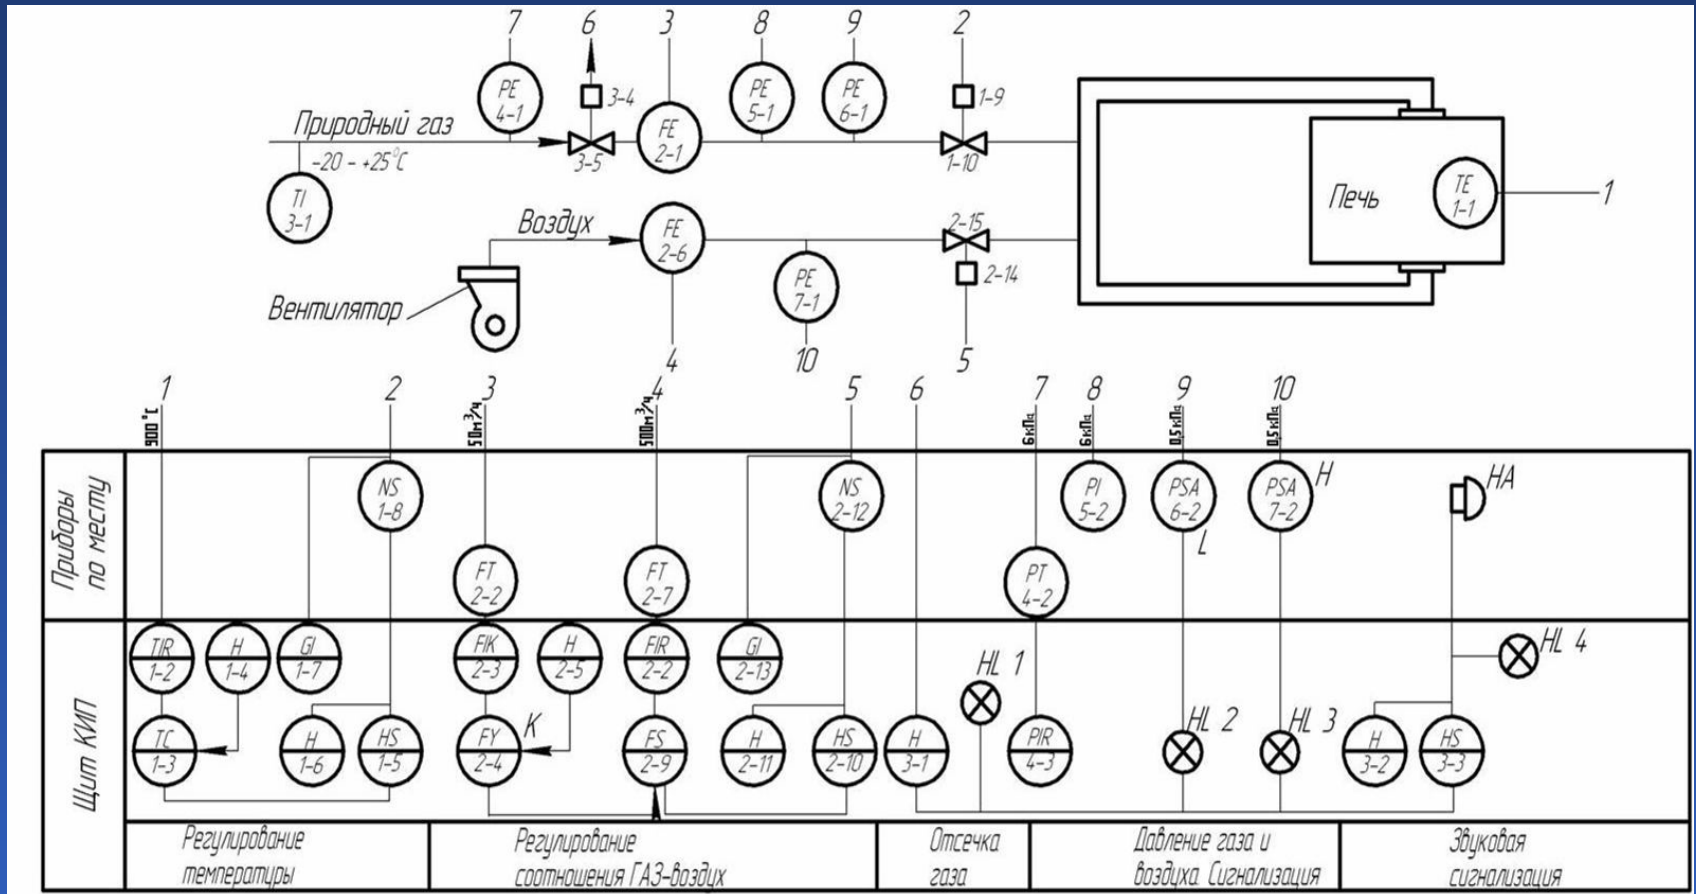 7 6 3 8 9 2
PE 4-1
3-4
FE 2-1
PE 5-1
PE 6-1
1-9
Природный газ
-20 - +25°С
3-5
1-10
TI 3-1
Печь
TE 1-1
1
Воздух
FE 2-6
2-15
PE 7-1
2-14
Вентилятор
4 10 5
1 2 3 4 5 6 7 8 9 10
900°С
50м³/ч
500м³/ч
6кПа
6кПа
0,5кПа
0,5кПа
Приборы
по месту
NS 1-8
NS 2-12
PI 5-2
PSA 6-2
L
PSA 7-2
H
HA
FT 2-2
FT 2-7
PT 4-2
Щит КИП
TIR 1-2
H 1-4
GI 1-7
FIK 2-3
H 2-5
FIR 2-2
GI 2-13
HL 1
HL 4
TC 1-3
H 1-6
HS 1-5
FY 2-4
K
FS 2-9
H 2-11
HS 2-10
H 3-1
PIR 4-3
HL 2
HL 3
H 3-2
HS 3-3
Регулирование
температуры
Регулирование
соотношения ГАЗ-воздух
Отсечка
газа
Давление газа и
воздуха Сигнализация
Звуковая
сигнализация